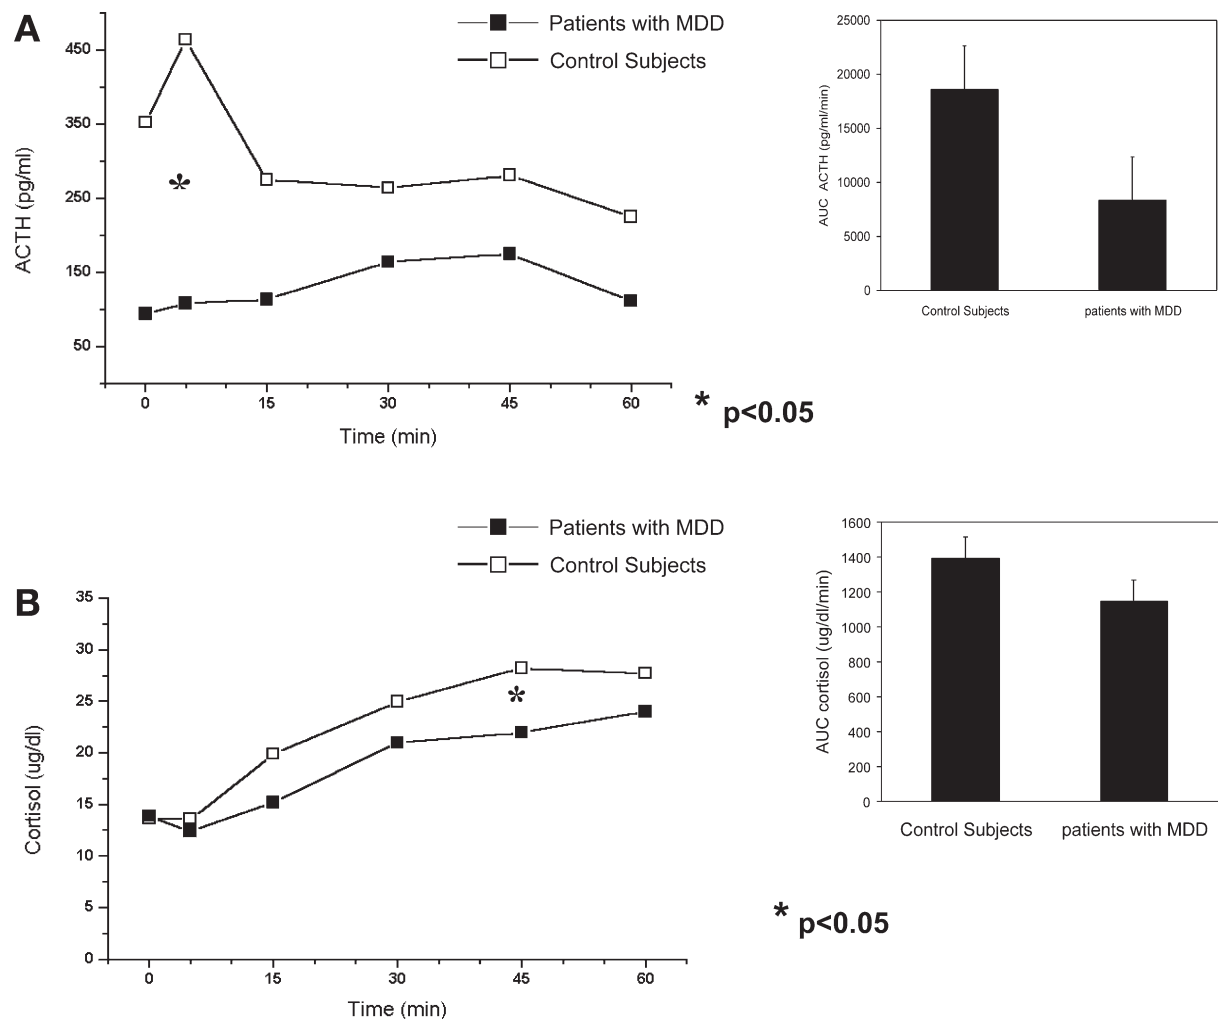 A
Patients with MDD
Control Subjects
450
350
250
150
50
ACTH (pg/ml)
*
0 15 30 45 60
Time (min)
25000
20000
15000
10000
5000
0
AUC ACTH (pg/ml/min)
Control Subjects patients with MDD
* p<0.05
B
Patients with MDD
Control Subjects
35
30
25
20
15
10
5
0
Cortisol (ug/dl)
*
0 15 30 45 60
Time (min)
1600
1400
1200
1000
800
600
400
200
0
AUC cortisol (ug/dl/min)
Control Subjects patients with MDD
* p<0.05